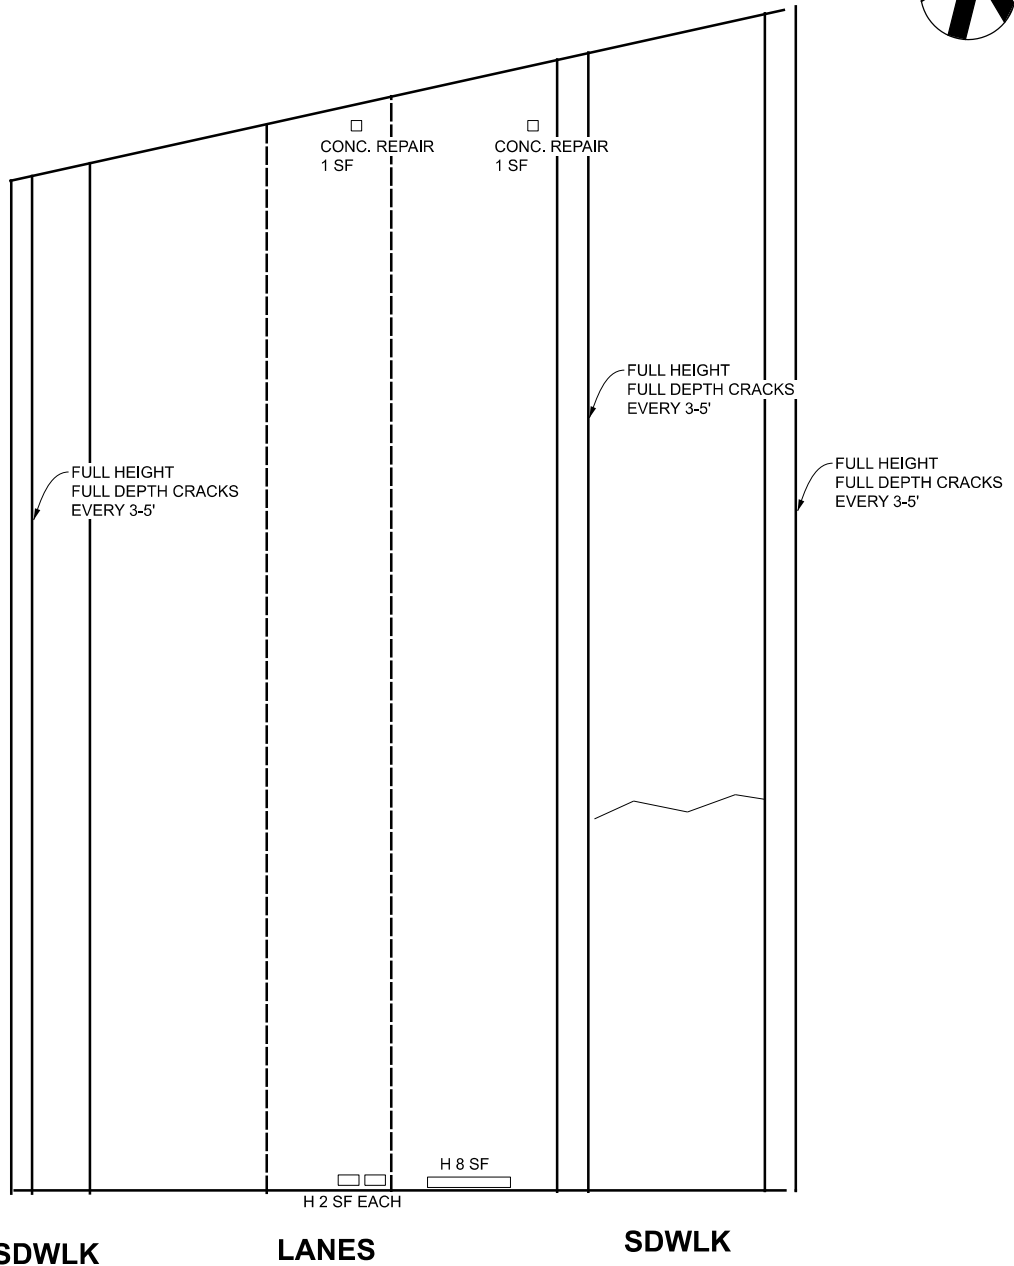 CONC. REPAIR
1 SF
CONC. REPAIR
1 SF
FULL HEIGHT
FULL DEPTH CRACKS
EVERY 3-5'
FULL HEIGHT
FULL DEPTH CRACKS
EVERY 3-5'
FULL HEIGHT
FULL DEPTH CRACKS
EVERY 3-5'
H 8 SF
H 2 SF EACH
SDWLK
LANES
SDWLK